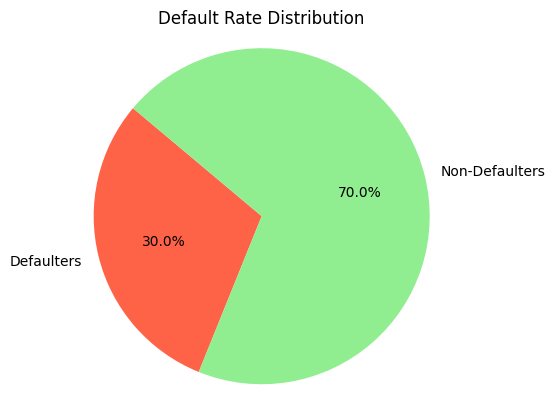 Default Rate Distribution
Non-Defaulters
70.0%
30.0%
Defaulters